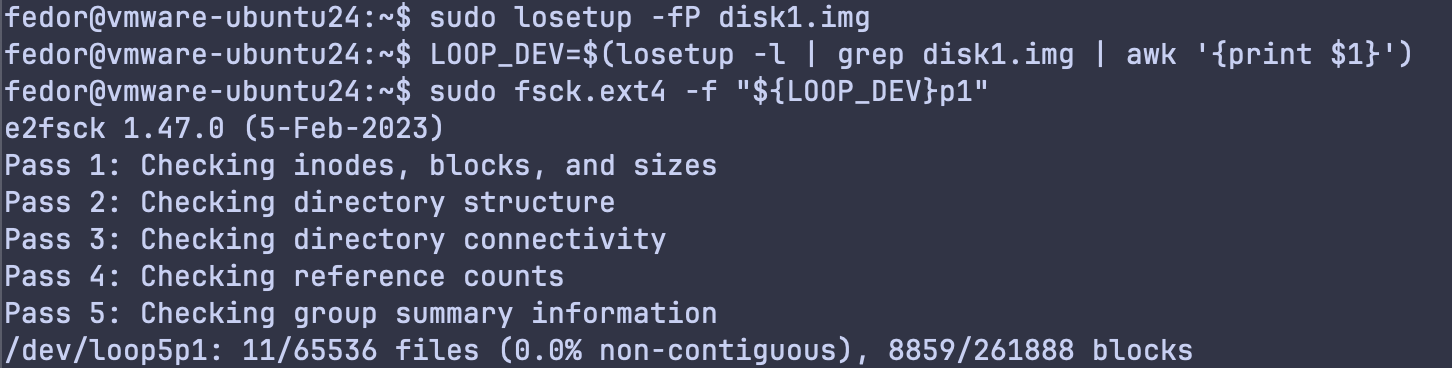 fedor@vmware-ubuntu24:~$ sudo losetup -fP disk1.img
fedor@vmware-ubuntu24:~$ LOOP_DEV=$(losetup -l | grep disk1.img | awk '{print $1}')
fedor@vmware-ubuntu24:~$ sudo fsck.ext4 -f "${LOOP_DEV}p1"
e2fsck 1.47.0 (5-Feb-2023)
Pass 1: Checking inodes, blocks, and sizes
Pass 2: Checking directory structure
Pass 3: Checking directory connectivity
Pass 4: Checking reference counts
Pass 5: Checking group summary information
/dev/loop5p1: 11/65536 files (0.0% non-contiguous), 8859/261888 blocks